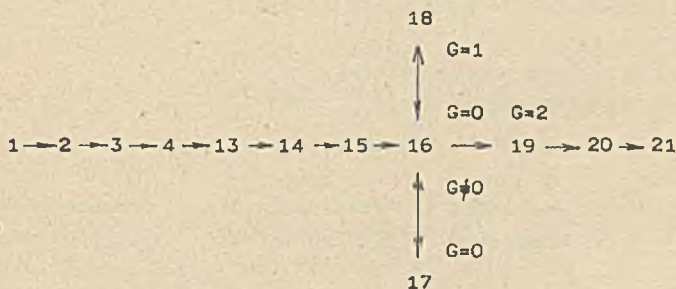 18
G=1
G=0 G=2
1 → 2 → 3 → 4 → 13 → 14 → 15 → 16 → 19 → 20 → 21
G≠0
G=0
17